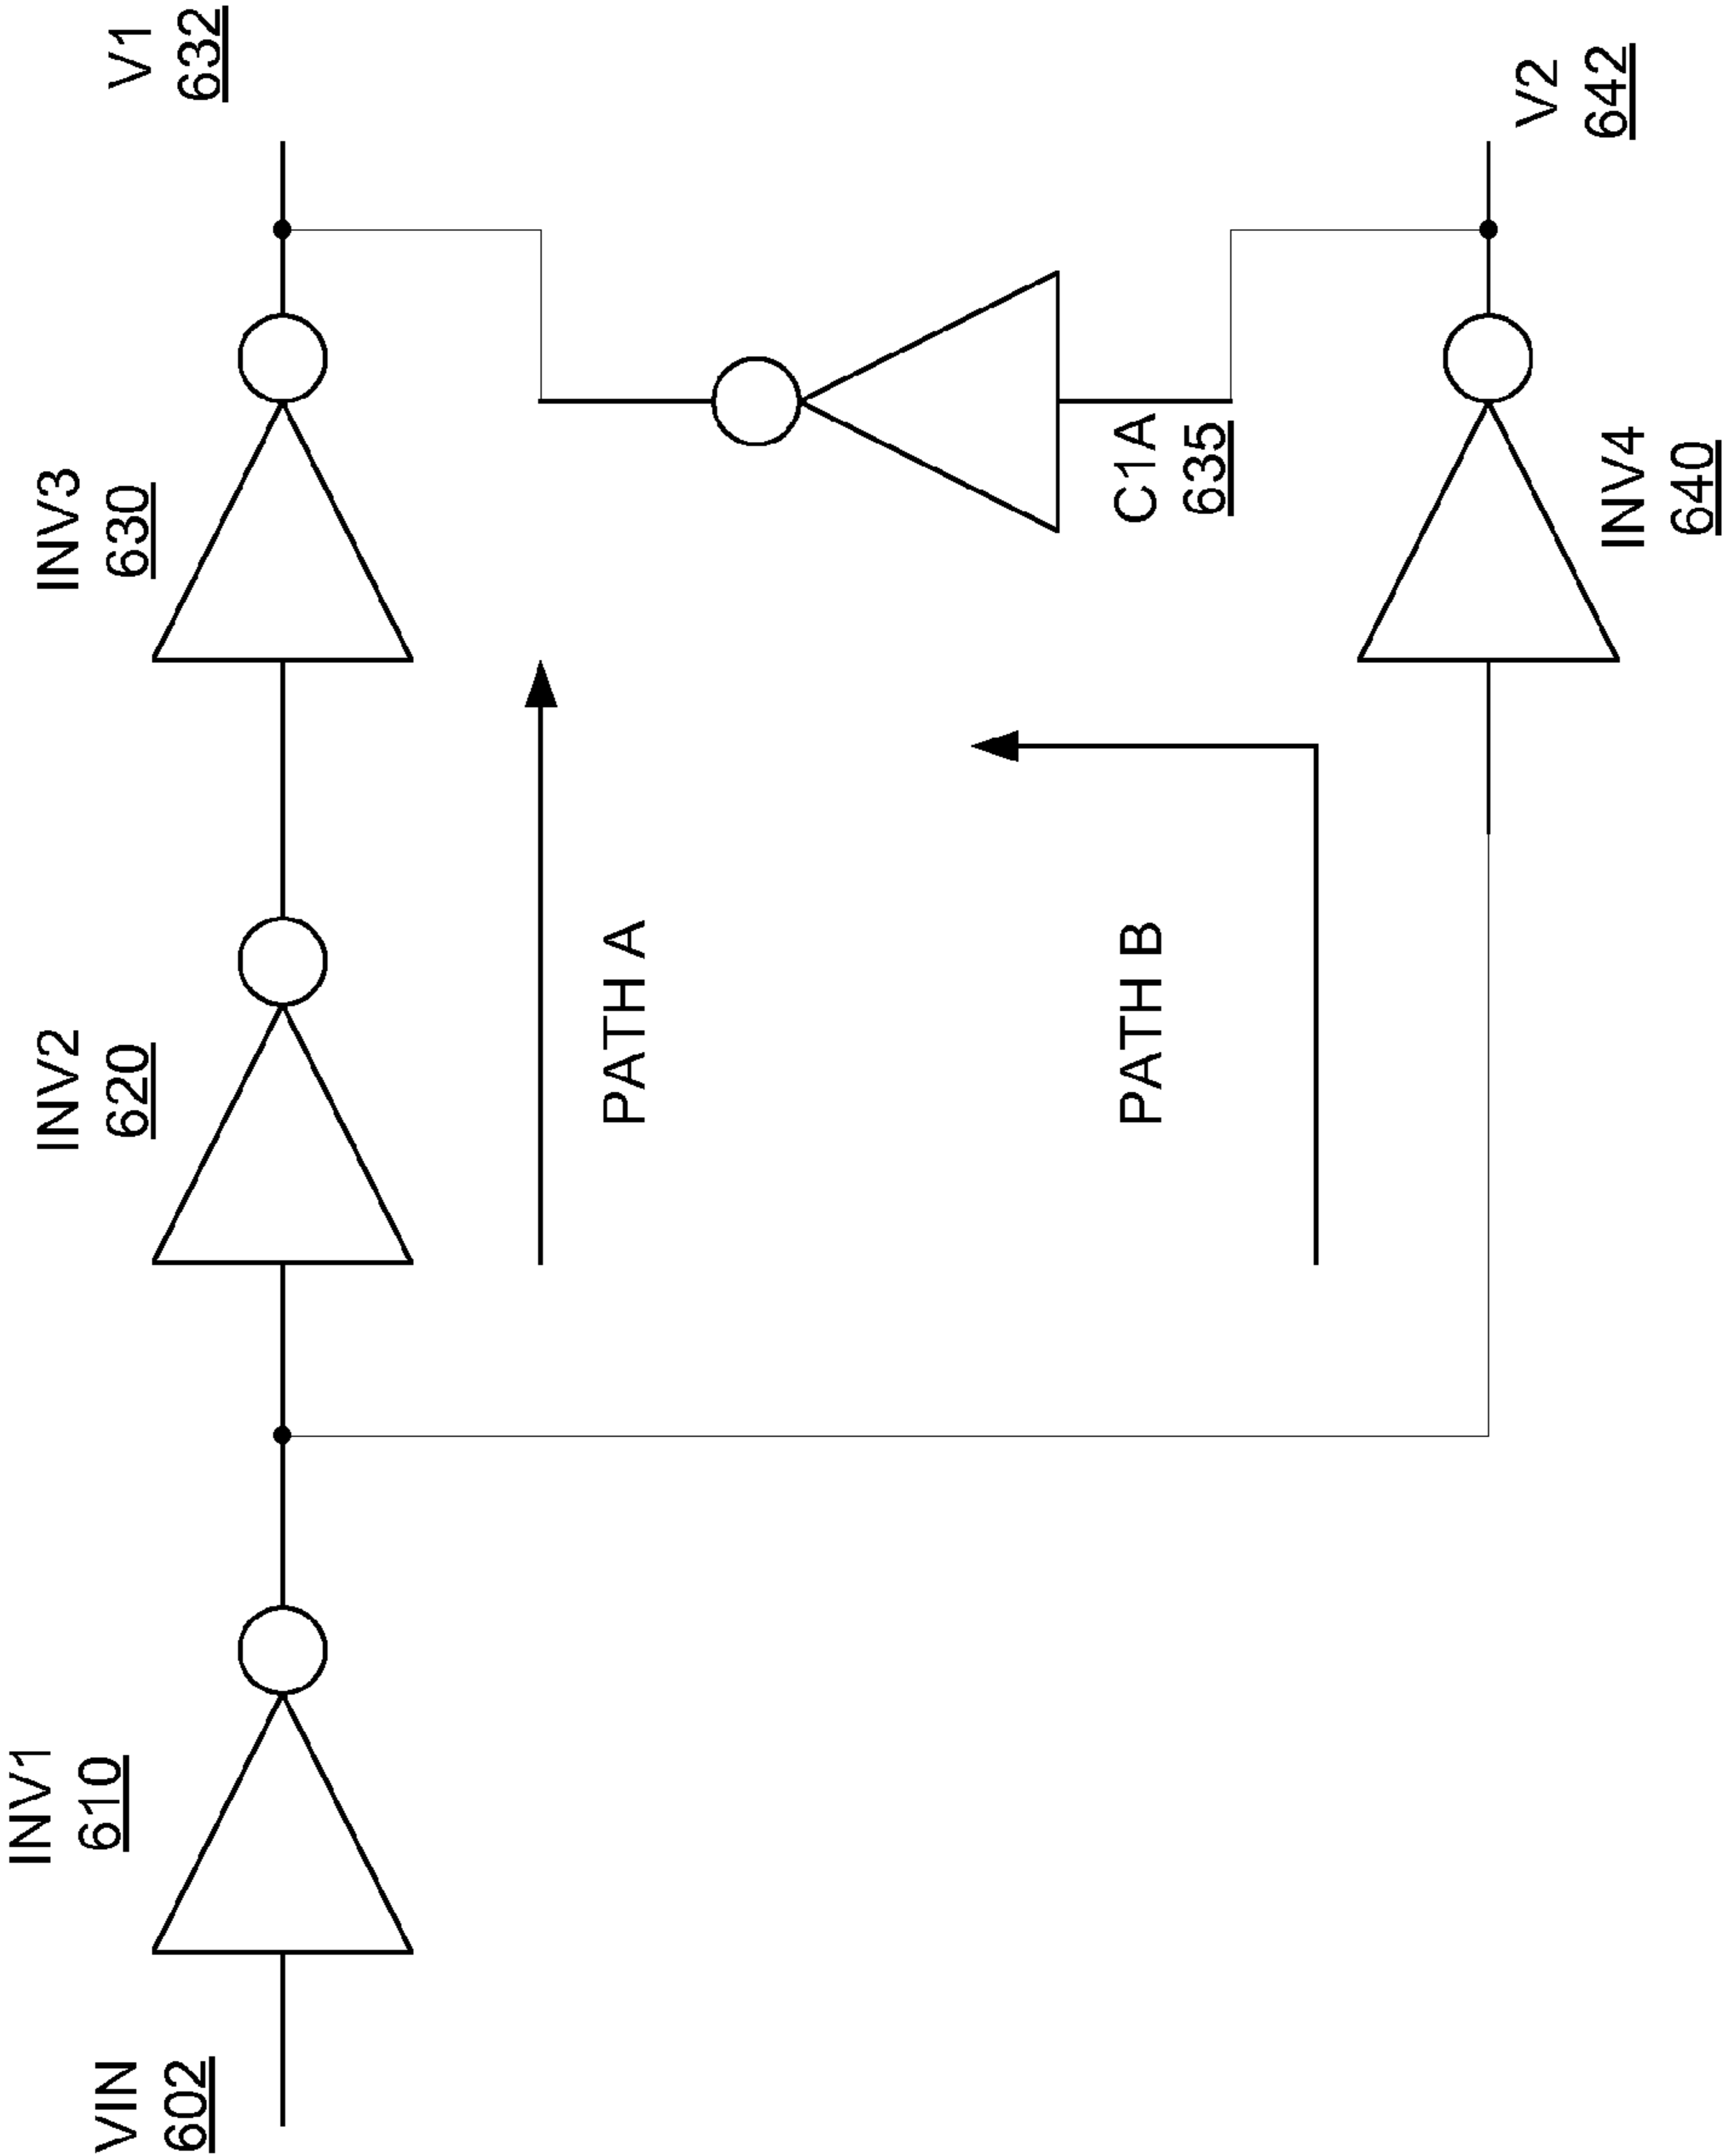 VIN
602
INV1
610
INV2
620
INV3
630
V1
632
PATH A
PATH B
C1A
635
INV4
640
V2
642